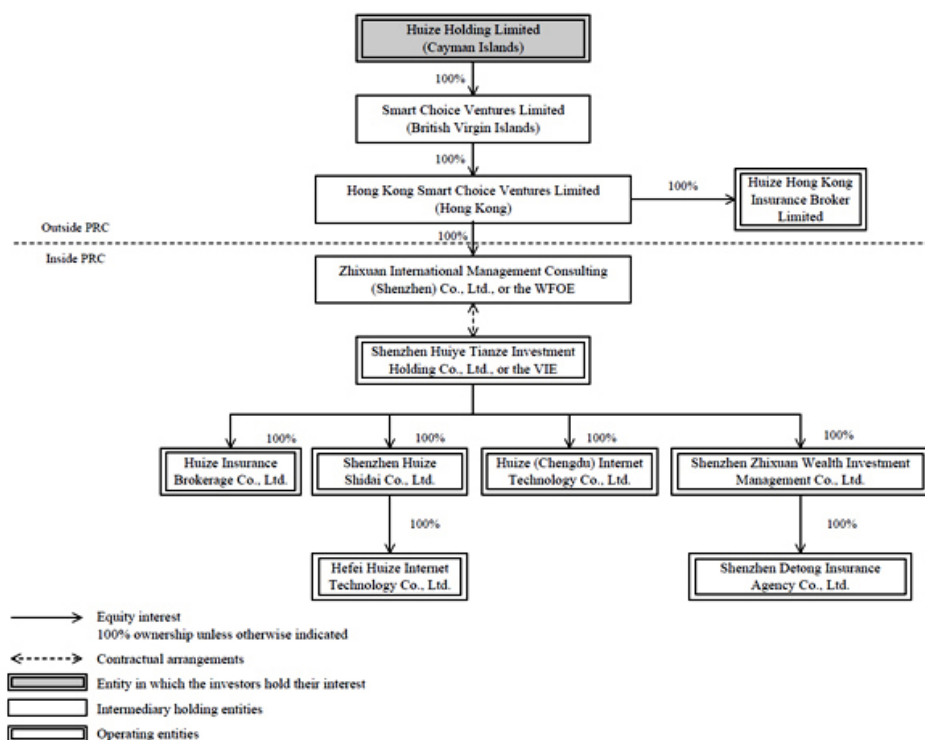 Huize Holding Limited
(Cayman Islands)
100%
Smart Choice Ventures Limited
(British Virgin Islands)
100%
Hong Kong Smart Choice Ventures Limited
(Hong Kong)
100%
Huize Hong Kong
Insurance Broker
Limited
Outside PRC
100%
Inside PRC
Zhixuan International Management Consulting
(Shenzhen) Co., Ltd., or the WFOE
Shenzhen Huiye Tianze Investment
Holding Co., Ltd., or the VIE
100%
100%
100%
100%
Huize Insurance
Brokerage Co., Ltd.
Shenzhen Huize
Shidai Co., Ltd.
Huize (Chengdu) Internet
Technology Co., Ltd.
Shenzhen Zhixuan Wealth Investment
Management Co., Ltd.
100%
100%
Hefei Huize Internet
Technology Co., Ltd.
Shenzhen Detong Insurance
Agency Co., Ltd.
Equity interest
100% ownership unless otherwise indicated
Contractual arrangements
Entity in which the investors hold their interest
Intermediary holding entities
Operating entities